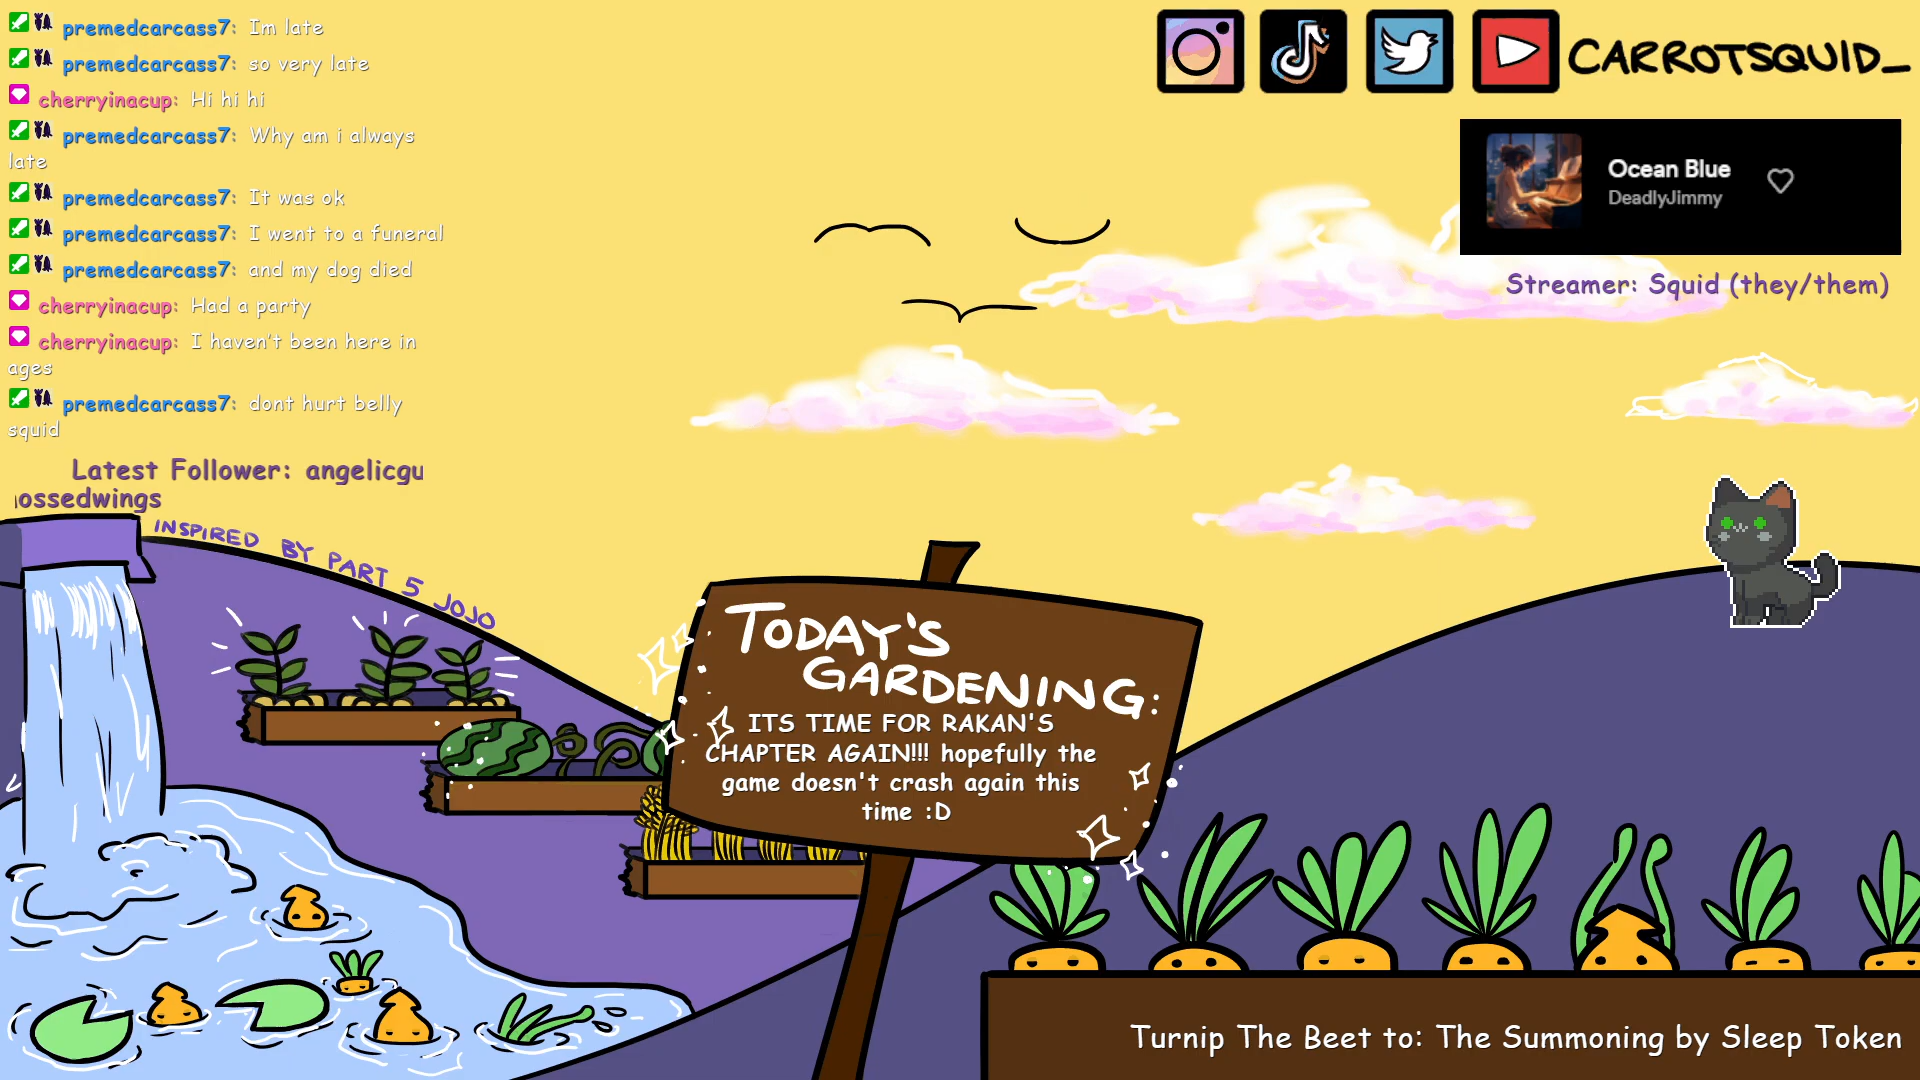 premedcarcass7: Im late
premedcarcass7: so very late
cherryinacup: Hi hi hi
premedcarcass7: Why am i always
late
premedcarcass7: It was ok
premedcarcass7: I went to a funeral
premedcarcass7: and my dog died
cherryinacup: Had a party
cherryinacup: I haven't been here in
ages
premedcarcass7: dont hurt belly
squid
Latest Follower: angelicgu
ossedwings
CARROTSQUID_
Ocean Blue
DeadlyJimmy
Streamer: Squid (they/them)
INSPIRED BY PART 5 JOJO
TODAY'S
GARDENING:
ITS TIME FOR RAKAN'S
CHAPTER AGAIN!!! hopefully the
game doesn't crash again this
time :D
Turnip The Beet to: The Summoning by Sleep Token